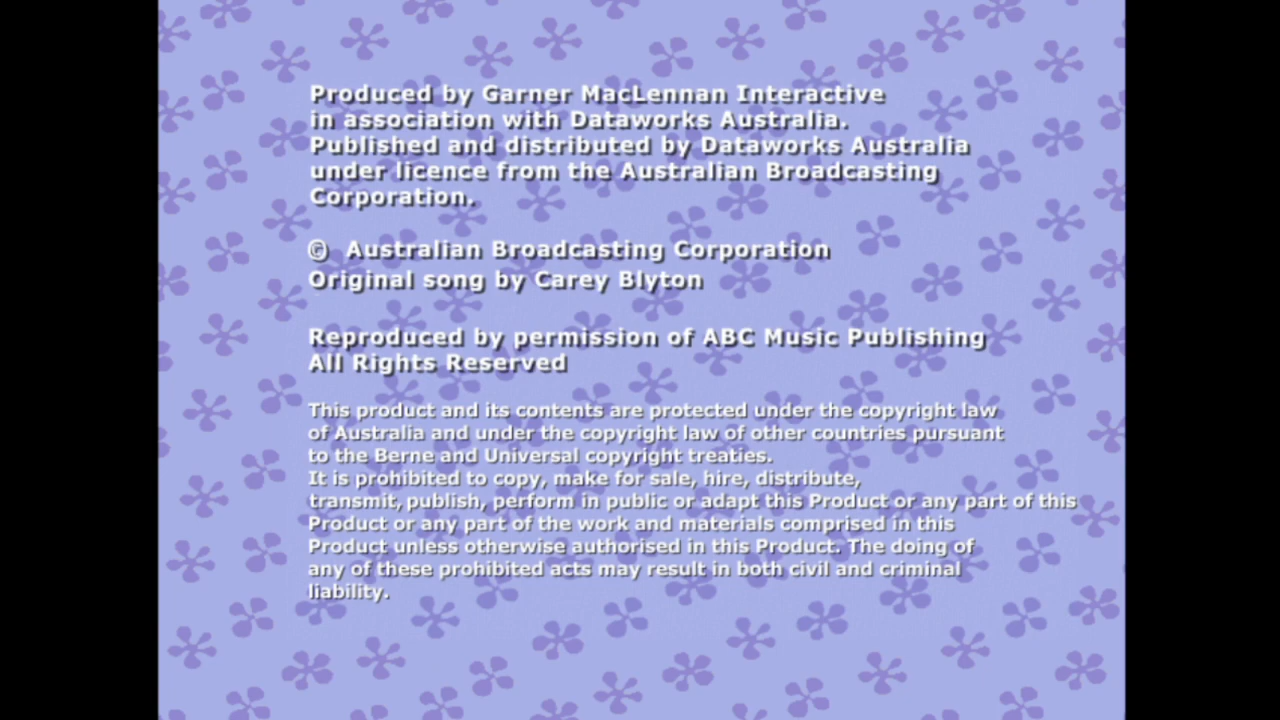 Produced by Garner MacLennan Interactive
in association with Dataworks Australia.
Published and distributed by Dataworks Australia
under licence from the Australian Broadcasting
Corporation.
© Australian Broadcasting Corporation
Original song by Carey Blyton
Reproduced by permission of ABC Music Publishing
All Rights Reserved
This product and its contents are protected under the copyright law
of Australia and under the copyright law of other countries pursuant
to the Berne and Universal copyright treaties.
It is prohibited to copy, make for sale, hire, distribute,
transmit, publish, perform in public or adapt this Product or any part of this
Product or any part of the work and materials comprised in this
Product unless otherwise authorised in this Product. The doing of
any of these prohibited acts may result in both civil and criminal
liability.